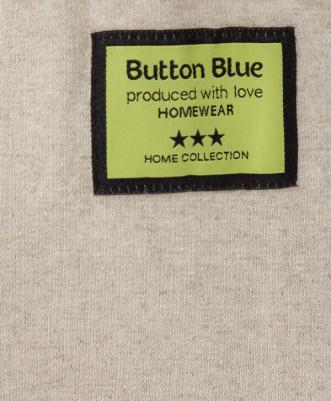 Button Blue
produced with love
HOMEWEAR
★★★
HOME COLLECTION